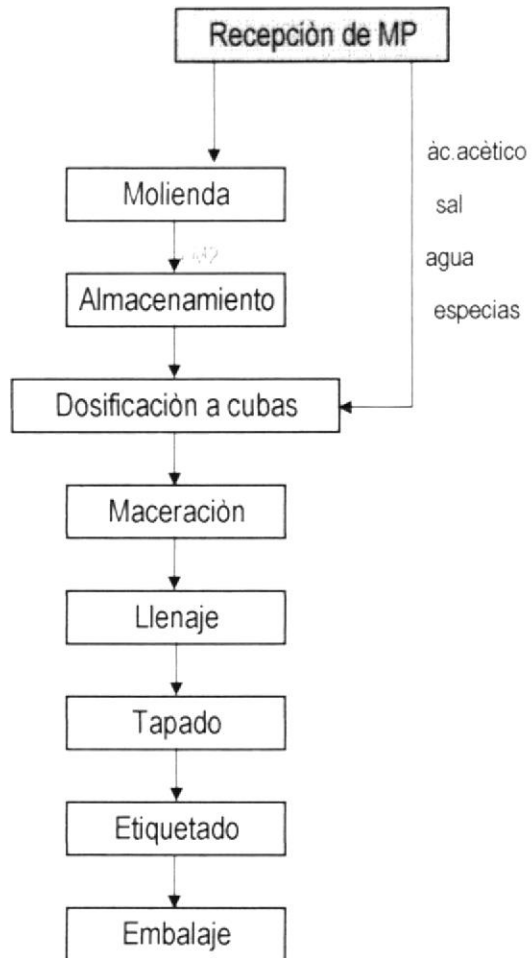 Recepciòn de MP
àc.acètico
Molienda
sal
agua
Almacenamiento
especias
Dosificaciòn a cubas
Maceraciòn
Llenaje
Tapado
Etiquetado
Embalaje